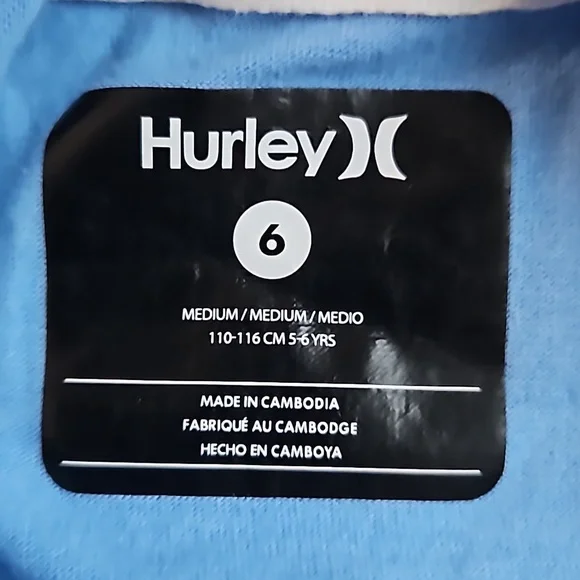 Hurley
6
MEDIUM / MEDIUM / MEDIO
110-116 CM 5-6 YRS
MADE IN CAMBODIA
FABRIQUÉ AU CAMBODGE
HECHO EN CAMBOYA